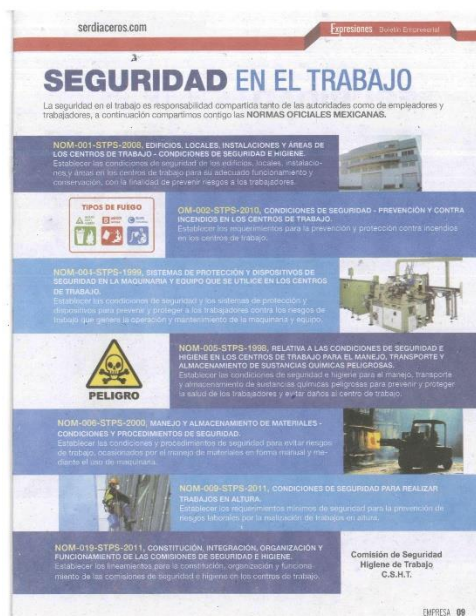 serdiaceros.com
Expresiones Boletín Empresarial
SEGURIDAD EN EL TRABAJO
La seguridad en el trabajo es responsabilidad compartida tanto de las autoridades como de empleadores y
trabajadores, a continuación compartimos contigo las NORMAS OFICIALES MEXICANAS.
NOM-001-STPS-2008, EDIFICIOS, LOCALES, INSTALACIONES Y ÁREAS DE
LOS CENTROS DE TRABAJO - CONDICIONES DE SEGURIDAD E HIGIENE.
Establecer las condiciones de seguridad de los edificios, locales, instalacio-
nes y áreas en los centros de trabajo para su adecuado funcionamiento y
conservación, con la finalidad de prevenir riesgos a los trabajadores.
TIPOS DE FUEGO
OM-002-STPS-2010, CONDICIONES DE SEGURIDAD - PREVENCIÓN Y CONTRA
INCENDIOS EN LOS CENTROS DE TRABAJO.
Establecer los requerimientos para la prevención y protección contra incendios
en los centros de trabajo.
NOM-004-STPS-1999, SISTEMAS DE PROTECCIÓN Y DISPOSITIVOS DE
SEGURIDAD EN LA MAQUINARIA Y EQUIPO QUE SE UTILICE EN LOS CENTROS
DE TRABAJO.
Establecer las condiciones de seguridad y los sistemas de protección y
dispositivos para prevenir y proteger a los trabajadores contra los riesgos de
trabajo que genere la operación y mantenimiento de la maquinaria y equipo.
NOM-005-STPS-1998, RELATIVA A LAS CONDICIONES DE SEGURIDAD E
HIGIENE EN LOS CENTROS DE TRABAJO PARA EL MANEJO, TRANSPORTE Y
ALMACENAMIENTO DE SUSTANCIAS QUÍMICAS PELIGROSAS.
Establecer las condiciones de seguridad e higiene para el manejo, transporte
y almacenamiento de sustancias químicas peligrosas para prevenir y proteger
la salud de los trabajadores y evitar daños al centro de trabajo.
PELIGRO
NOM-006-STPS-2000, MANEJO Y ALMACENAMIENTO DE MATERIALES -
CONDICIONES Y PROCEDIMIENTOS DE SEGURIDAD.
Establecer las condiciones y procedimientos de seguridad para evitar riesgos
de trabajo, ocasionados por el manejo de materiales en forma manual y me-
diante el uso de maquinaria.
NOM-009-STPS-2011, CONDICIONES DE SEGURIDAD PARA REALIZAR
TRABAJOS EN ALTURA.
Establecer los requerimientos mínimos de seguridad para la prevención de
riesgos laborales por la realización de trabajos en altura.
NOM-019-STPS-2011, CONSTITUCIÓN, INTEGRACIÓN, ORGANIZACIÓN Y
FUNCIONAMIENTO DE LAS COMISIONES DE SEGURIDAD E HIGIENE.
Establecer los lineamientos para la constitución, organización y funciona-
miento de las comisiones de seguridad e higiene en los centros de trabajo.
Comisión de Seguridad
Higiene de Trabajo
C.S.H.T.
EMPRESA 09